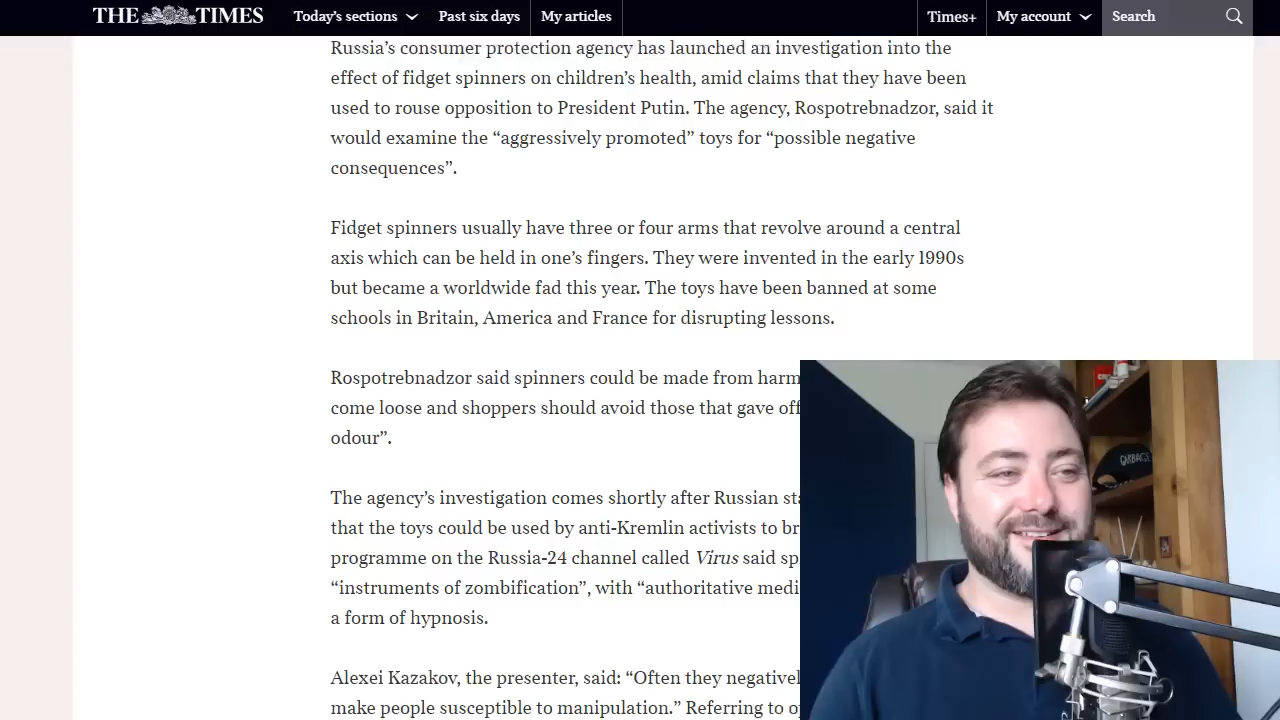 THE TIMES
Today's sections
Past six days
My articles
Times+
My account
Search
Russia's consumer protection agency has launched an investigation into the
effect of fidget spinners on children's health, amid claims that they have been
used to rouse opposition to President Putin. The agency, Rospotrebnadzor, said it
would examine the “aggressively promoted” toys for “possible negative
consequences”.
Fidget spinners usually have three or four arms that revolve around a central
axis which can be held in one's fingers. They were invented in the early 1990s
but became a worldwide fad this year. The toys have been banned at some
schools in Britain, America and France for disrupting lessons.
Rospotrebnadzor said spinners could be made from harm
come loose and shoppers should avoid those that gave off
odour”.
The agency's investigation comes shortly after Russian sta
that the toys could be used by anti-Kremlin activists to br
programme on the Russia-24 channel called Virus said sp
“instruments of zombification”, with “authoritative medi
a form of hypnosis.
Alexei Kazakov, the presenter, said: “Often they negativel
make people susceptible to manipulation.” Referring to o
GARBAGE